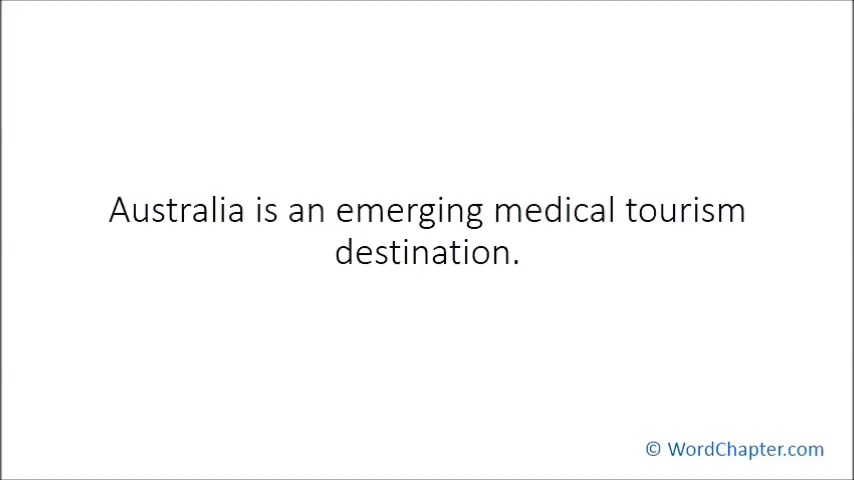 Australia is an emerging medical tourism
destination.
© WordChapter.com